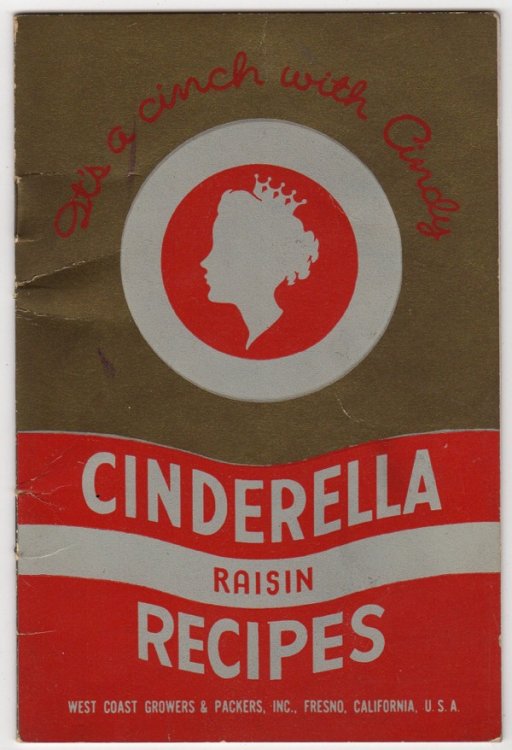 It's a cinch with Cindy
CINDERELLA
RAISIN
RECIPES
WEST COAST GROWERS & PACKERS, INC., FRESNO, CALIFORNIA, U.S.A.